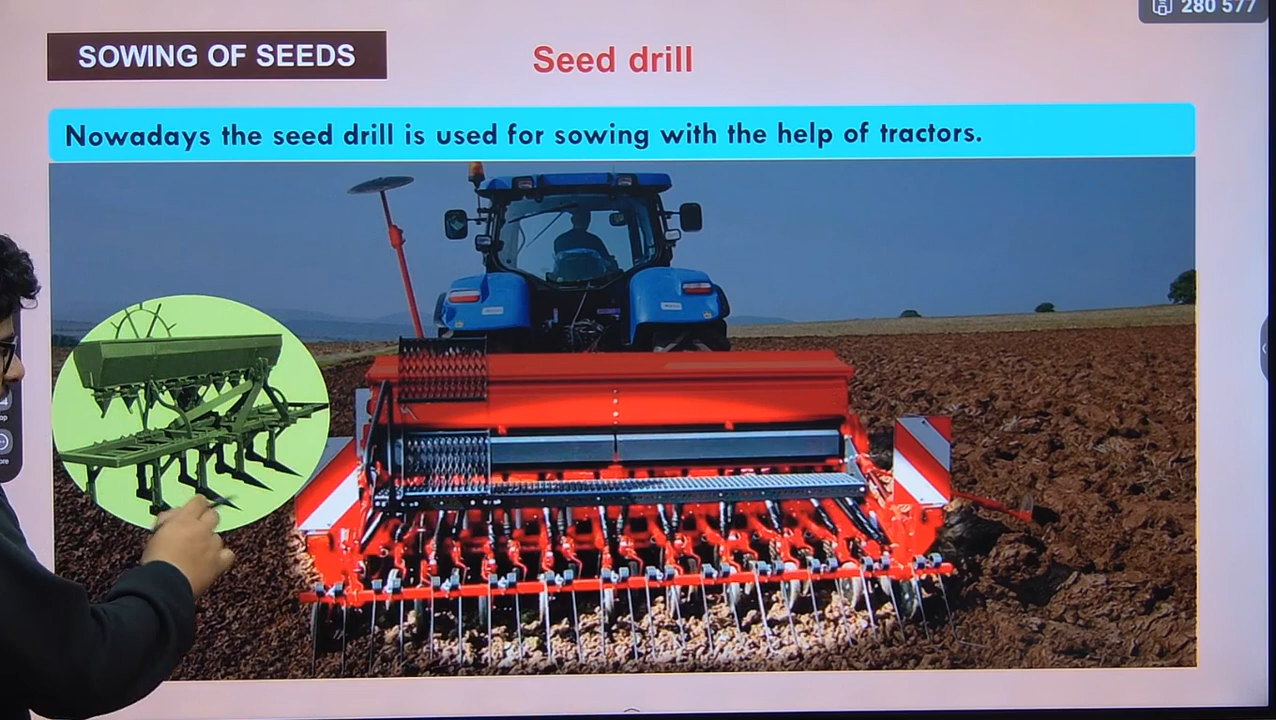 280 577
SOWING OF SEEDS
Seed drill
Nowadays the seed drill is used for sowing with the help of tractors.